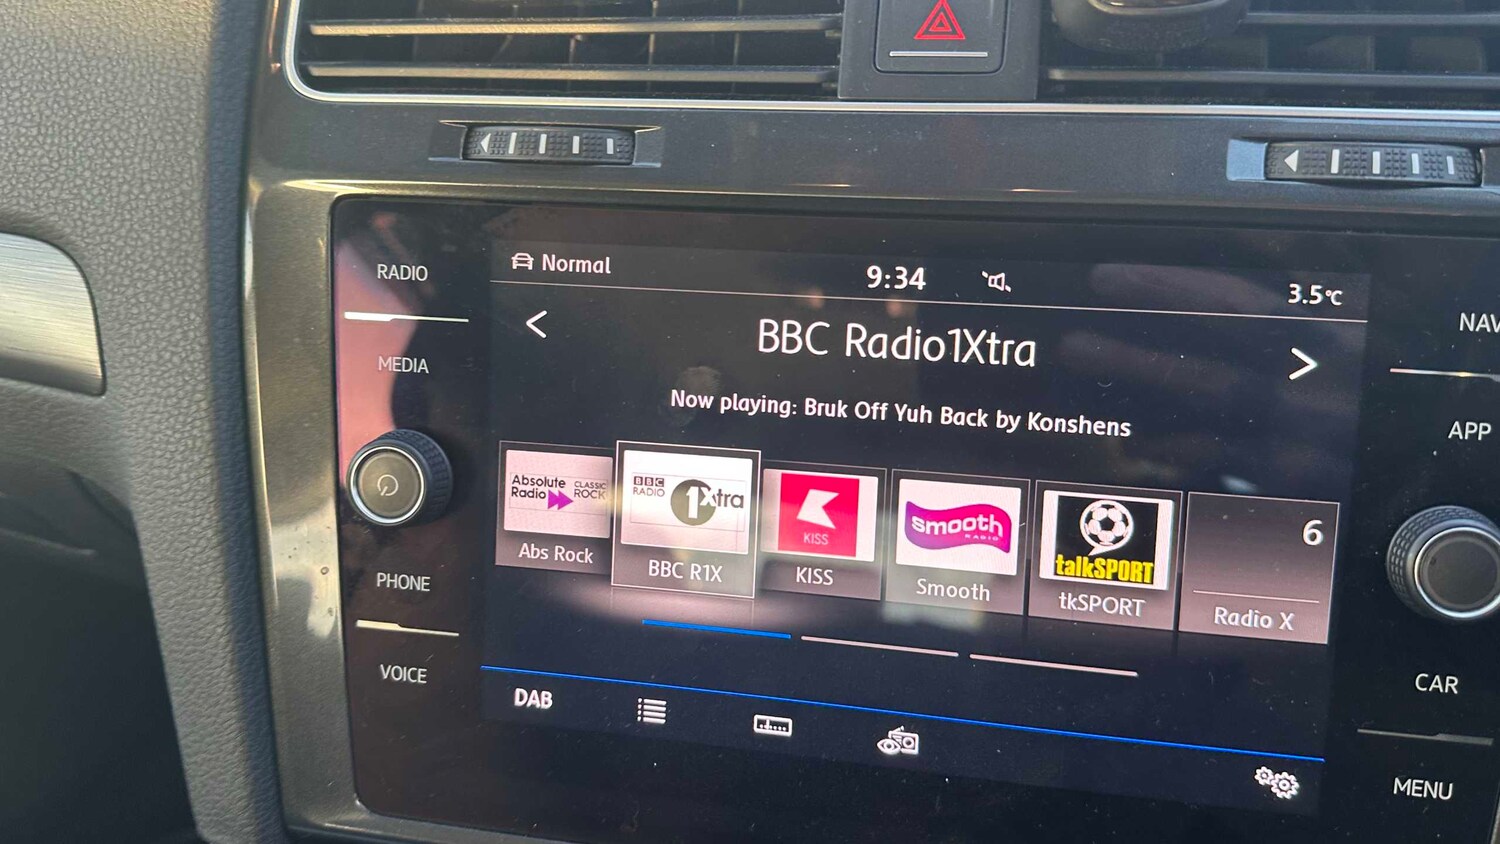 RADIO
MEDIA
PHONE
VOICE
Normal
9:34
3.5°C
BBC Radio1Xtra
Now playing: Bruk Off Yuh Back by Konshens
Absolute
Radio
CLASSIC
ROCK
Abs Rock
BBC
RADIO
1Xtra
BBC R1X
KISS
KISS
smooth
RADIO
Smooth
talkSPORT
tkSPORT
6
Radio X
DAB
NAV
APP
CAR
MENU